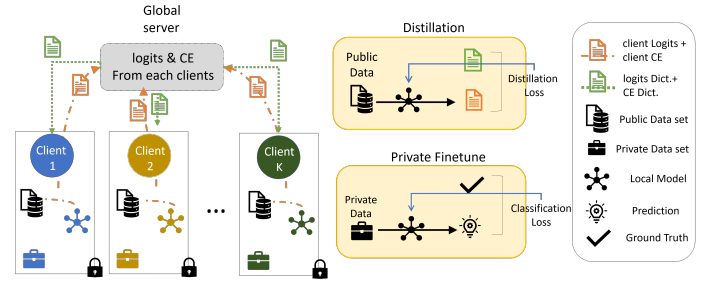 Global
server
logits & CE
From each clients
Client
1
Client
2
...
Client
K
Distillation
Public
Data
Distillation
Loss
Private Finetune
Private
Data
Classification
Loss
client Logits +
client CE
logits Dict.+
CE Dict.
Public Data set
Private Data set
Local Model
Prediction
Ground Truth